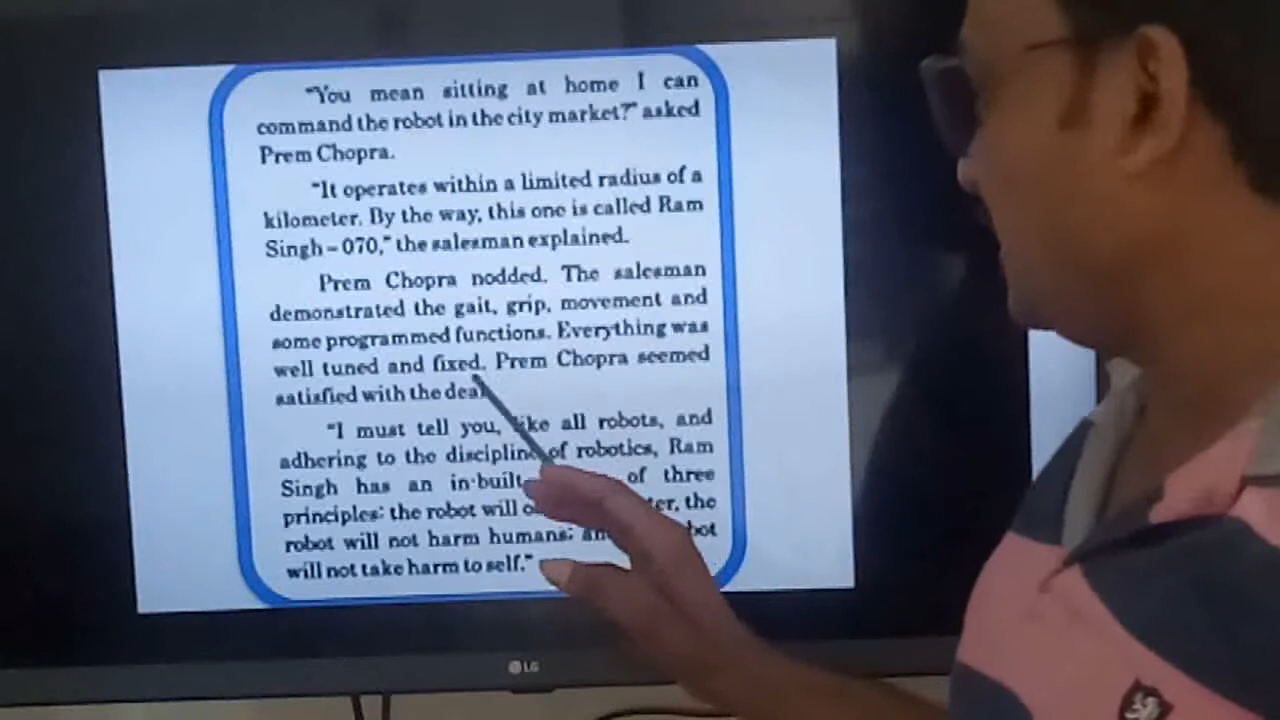 "You mean sitting at home I can
command the robot in the city market?" asked
Prem Chopra.
"It operates within a limited radius of a
kilometer. By the way, this one is called Ram
Singh – 070," the salesman explained.
Prem Chopra nodded. The salesman
demonstrated the gait, grip, movement and
some programmed functions. Everything was
well tuned and fixed. Prem Chopra seemed
satisfied with the deal
"I must tell you, like all robots, and
adhering to the discipline of robotics, Ram
Singh has an in-built of three
principles: the robot will the
robot will not harm humans;
will not take harm to self."
LG